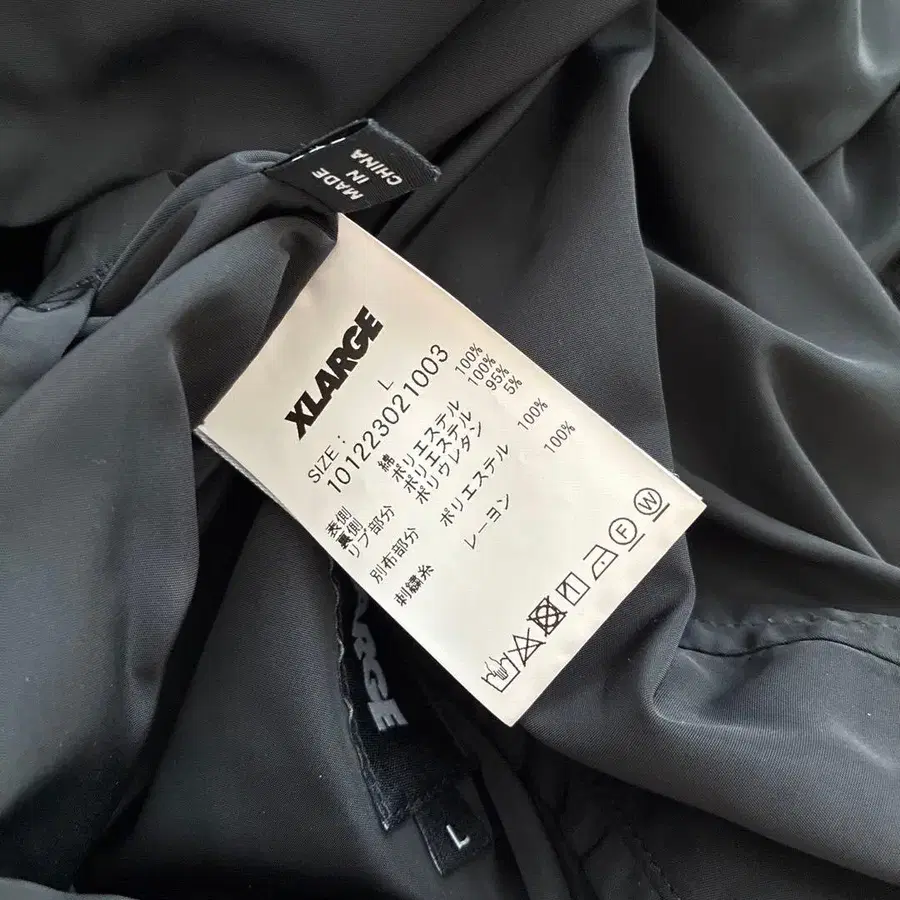 MADE
IN
CHINA
XLARGE
SIZE : L
101223021003
表側 綿 100%
裏側 ポリエステル 100%
リブ部分 ポリエステル 95%
ポリウレタン 5%
別布部分 ポリエステル 100%
刺繍糸 レーヨン 100%
F
W
L